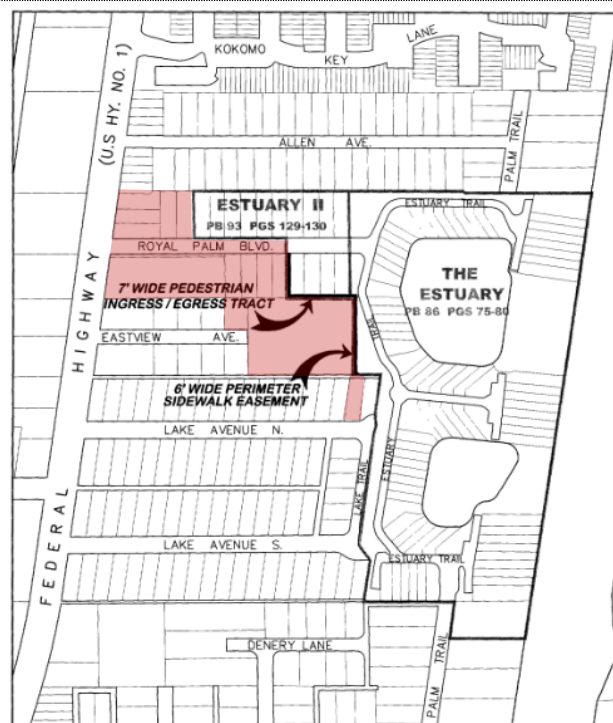 KOKOMO
KEY
LANE
(U.S HY. NO. 1)
ALLEN AVE.
PALM TRAIL
ESTUARY II
PB 93 PGS 129-130
ESTUARY TRAIL
ROYAL PALM BLVD.
THE
ESTUARY
PB 86 PGS 75-80
7' WIDE PEDESTRIAN
INGRESS / EGRESS TRACT
TRAIL
HIGHWAY
EASTVIEW AVE.
6' WIDE PERIMETER
SIDEWALK EASEMENT
LAKE AVENUE N.
ESTUARY
LAKE TRAIL
FEDERAL
LAKE AVENUE S.
ESTUARY TRAIL
DENERY LANE
PALM TRAIL